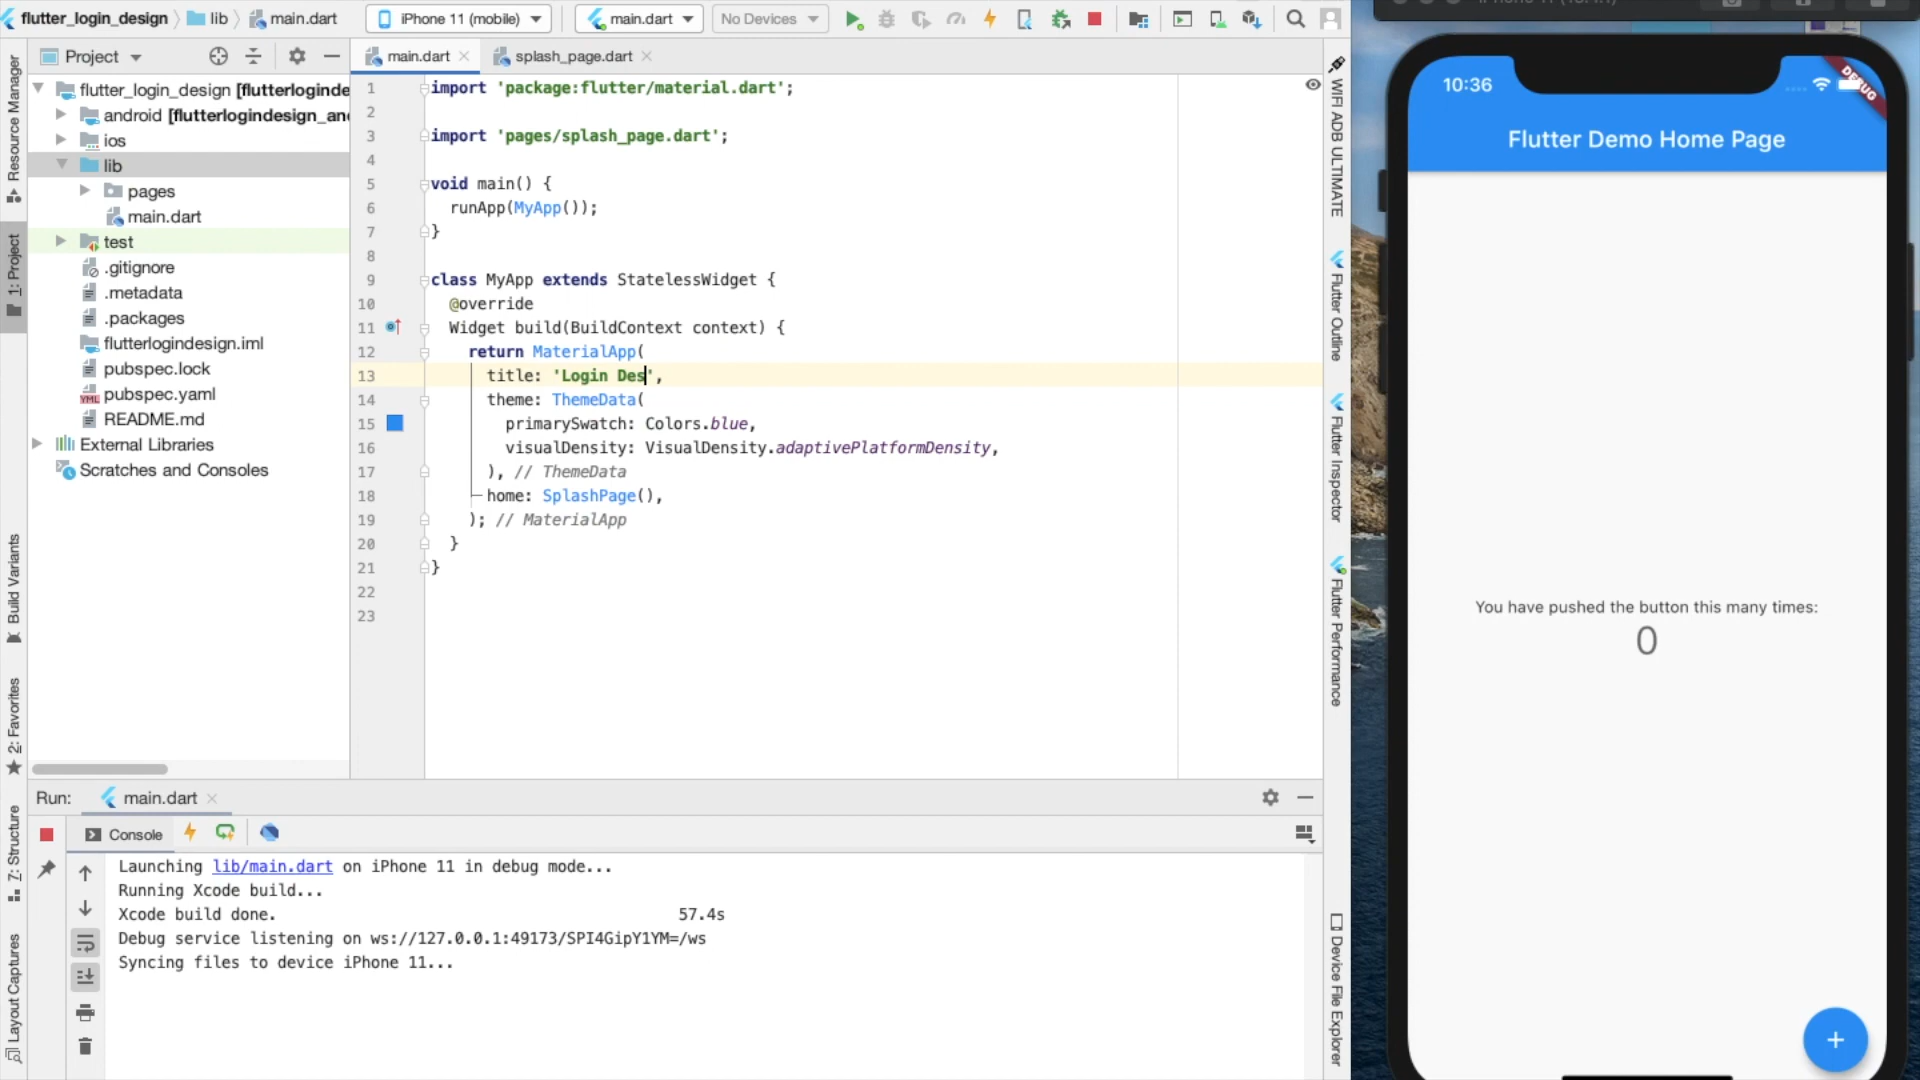 flutter_login_design
lib
main.dart
iPhone 11 (mobile)
main.dart
No Devices
Project
flutter_login_design [flutterloginde
android [flutterlogindesign_an
ios
lib
pages
main.dart
test
.gitignore
.metadata
.packages
flutterlogindesign.iml
pubspec.lock
pubspec.yaml
README.md
External Libraries
Scratches and Consoles
Resource Manager
1: Project
Build Variants
2: Favorites
7: Structure
Layout Captures
main.dart
splash_page.dart
1 import 'package:flutter/material.dart';
2
3 import 'pages/splash_page.dart';
4
5 void main() {
6 runApp(MyApp());
7 }
8
9 class MyApp extends StatelessWidget {
10 @override
11 Widget build(BuildContext context) {
12 return MaterialApp(
13 title: 'Login Des',
14 theme: ThemeData(
15 primarySwatch: Colors.blue,
16 visualDensity: VisualDensity.adaptivePlatformDensity,
17 ), // ThemeData
18 home: SplashPage(),
19 ); // MaterialApp
20 }
21 }
22
23
WIFI ADB ULTIMATE
Flutter Outline
Flutter Inspector
Flutter Performance
Device File Explorer
Run:
main.dart
Console
Launching lib/main.dart on iPhone 11 in debug mode...
Running Xcode build...
Xcode build done. 57.4s
Debug service listening on ws://127.0.0.1:49173/SPI4GipY1YM=/ws
Syncing files to device iPhone 11...
10:36
DEBUG
Flutter Demo Home Page
You have pushed the button this many times:
0
+